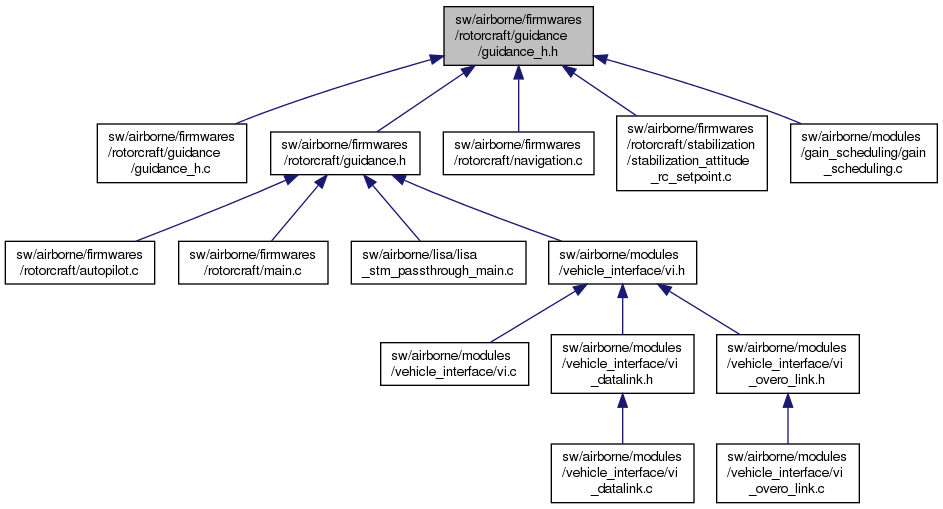 sw/airborne/firmwares
/rotorcraft/guidance
/guidance_h.h
sw/airborne/firmwares
/rotorcraft/guidance
/guidance_h.c
sw/airborne/firmwares
/rotorcraft/guidance.h
sw/airborne/firmwares
/rotorcraft/navigation.c
sw/airborne/firmwares
/rotorcraft/stabilization
/stabilization_attitude
_rc_setpoint.c
sw/airborne/modules
/gain_scheduling/gain
_scheduling.c
sw/airborne/firmwares
/rotorcraft/autopilot.c
sw/airborne/firmwares
/rotorcraft/main.c
sw/airborne/lisa/lisa
_stm_passthrough_main.c
sw/airborne/modules
/vehicle_interface/vi.h
sw/airborne/modules
/vehicle_interface/vi.c
sw/airborne/modules
/vehicle_interface/vi
_datalink.h
sw/airborne/modules
/vehicle_interface/vi
_overo_link.h
sw/airborne/modules
/vehicle_interface/vi
_datalink.c
sw/airborne/modules
/vehicle_interface/vi
_overo_link.c